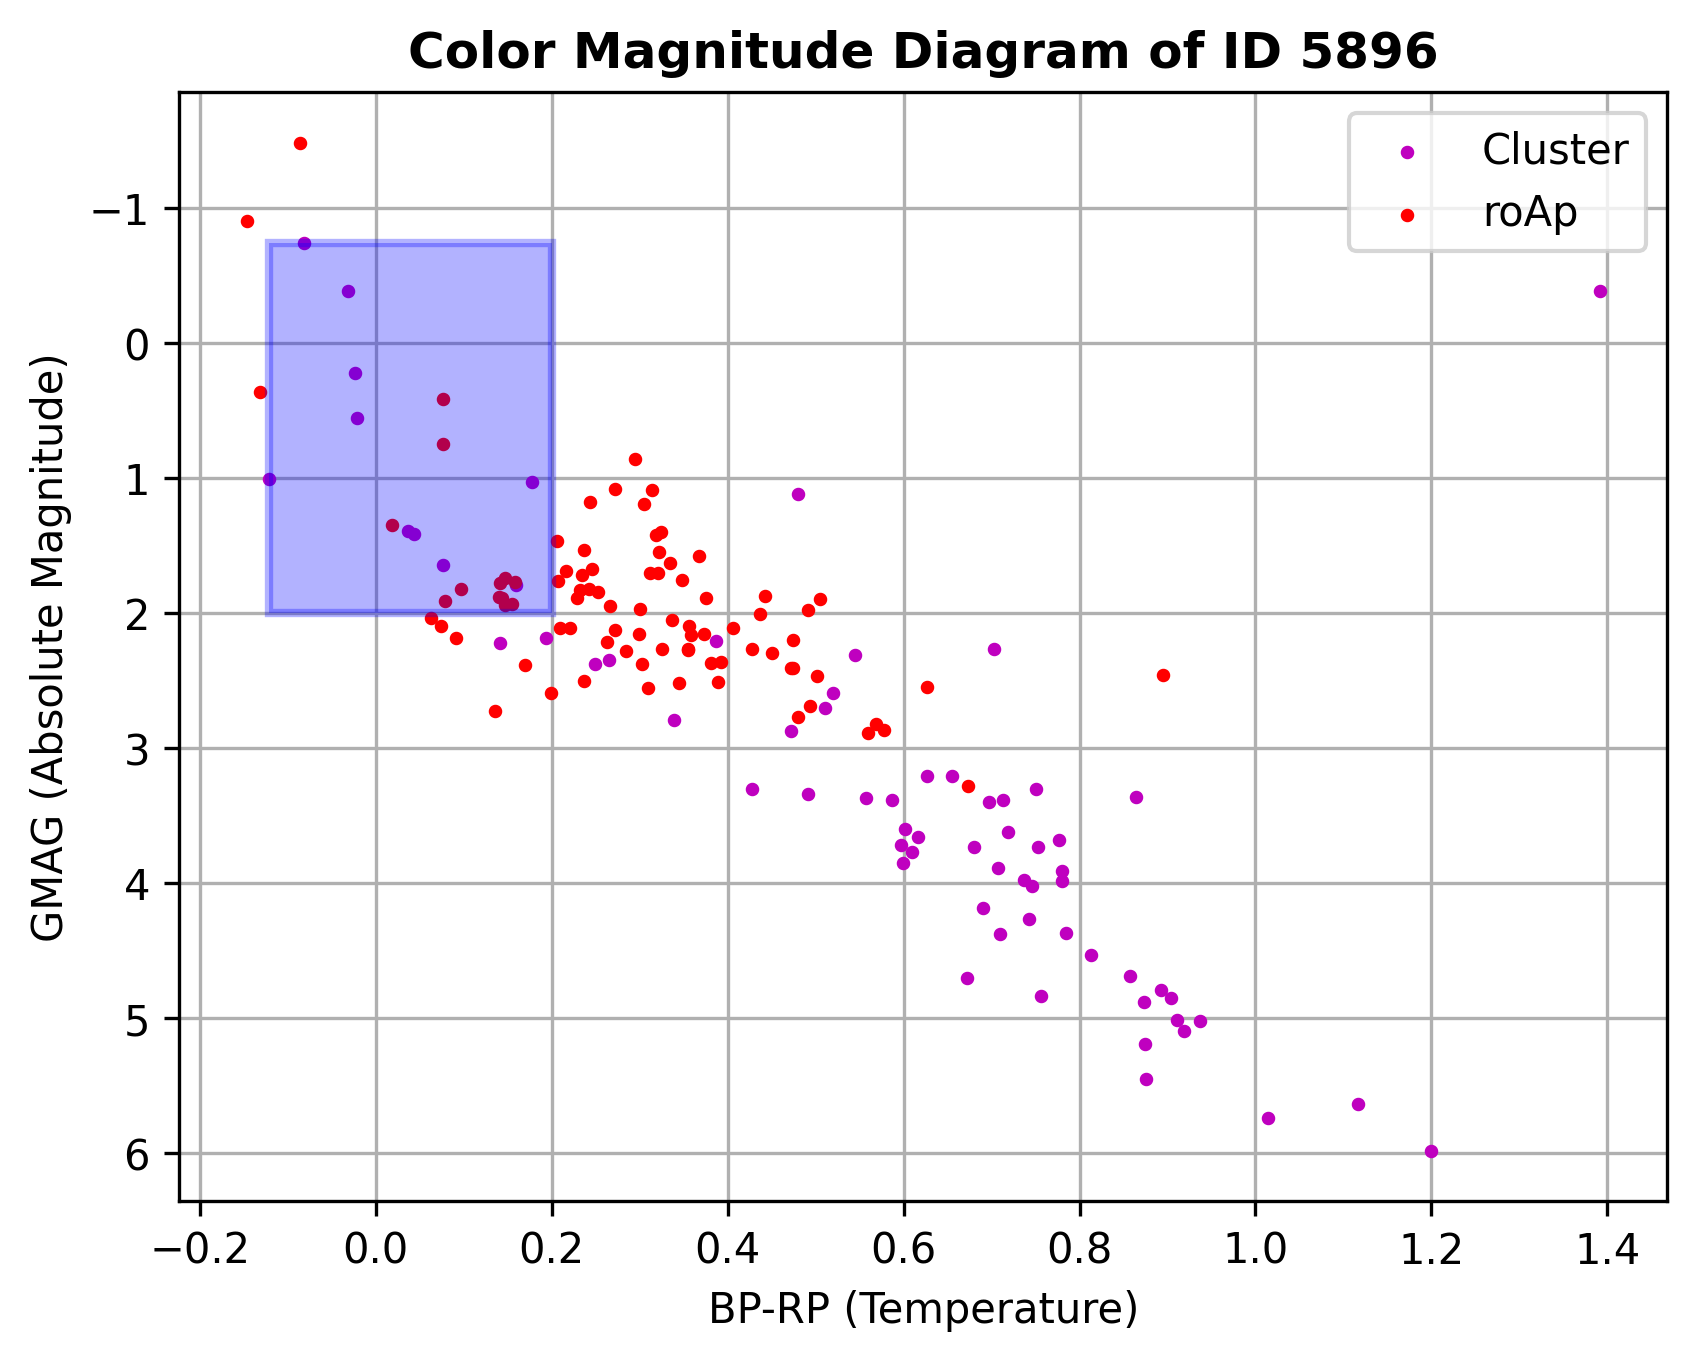 Color Magnitude Diagram of ID 5896
Cluster
roAp
−1
0
1
2
3
4
5
6
GMAG (Absolute Magnitude)
−0.2 0.0 0.2 0.4 0.6 0.8 1.0 1.2 1.4
BP-RP (Temperature)